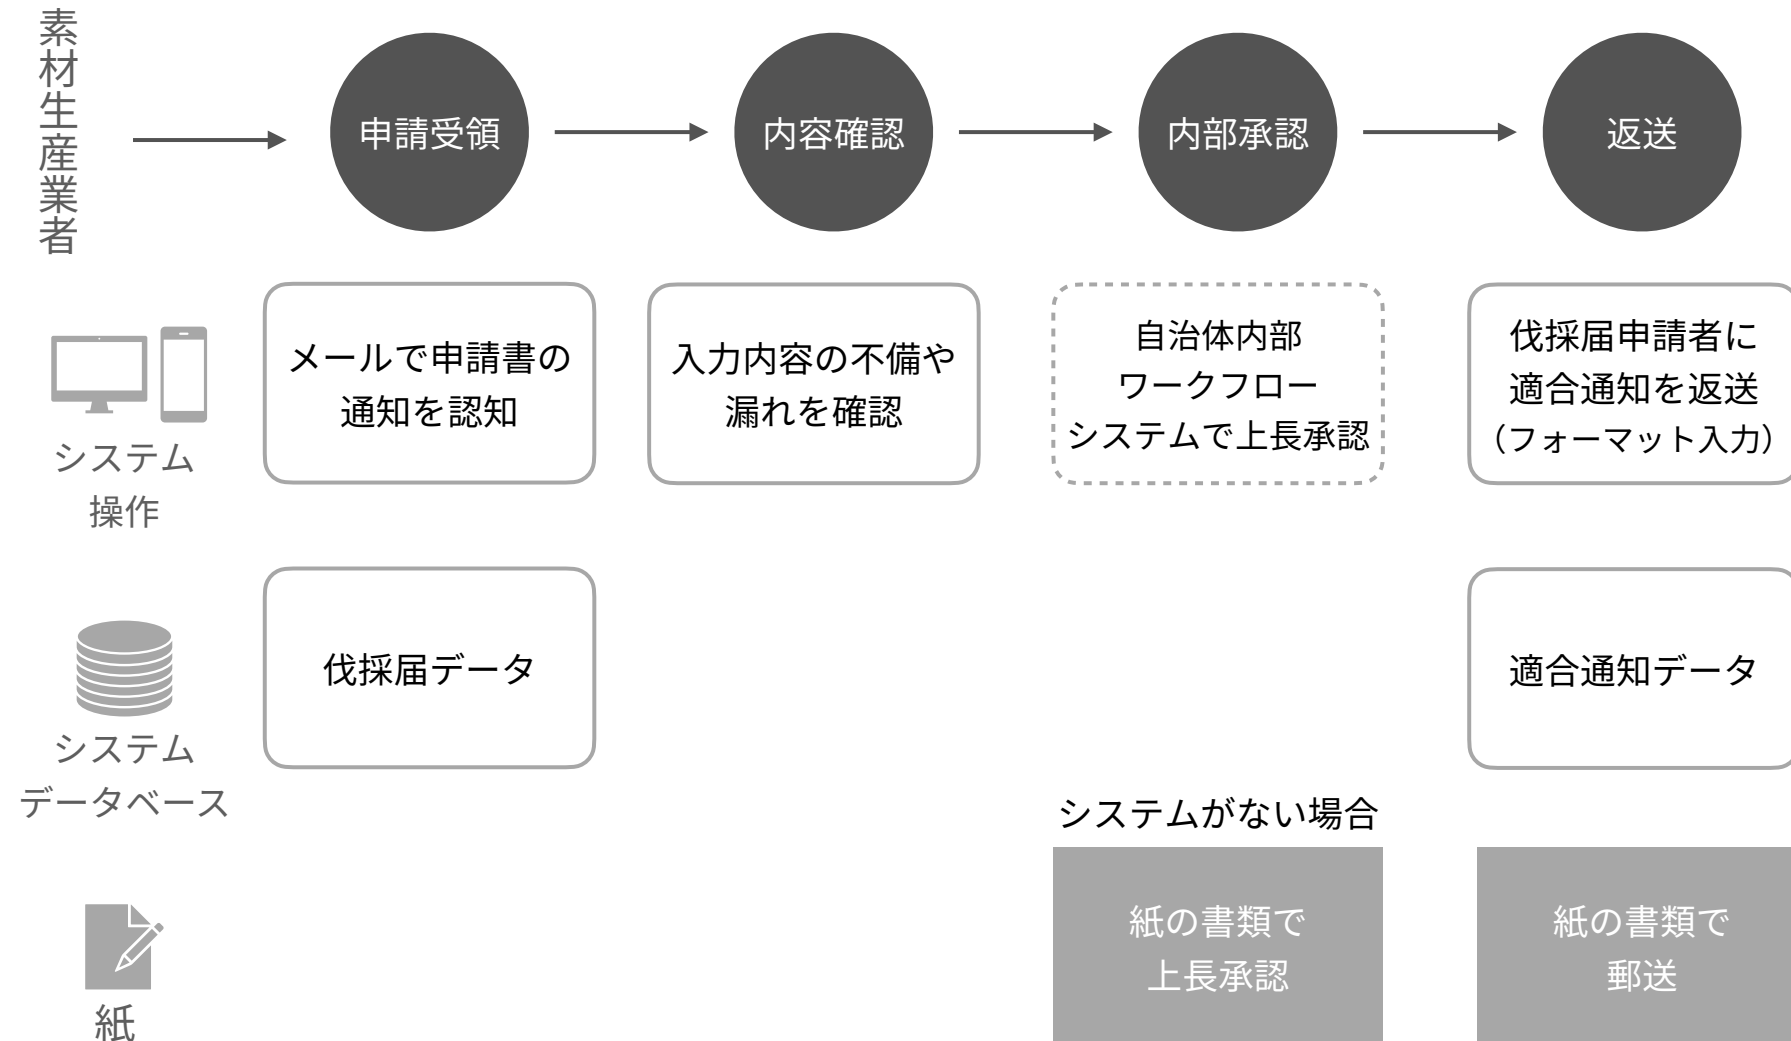 素材生産業者
申請受領
内容確認
内部承認
返送
システム
操作
メールで申請書の
通知を認知
入力内容の不備や
漏れを確認
自治体内部
ワークフロー
システムで上長承認
伐採届申請者に
適合通知を返送
（フォーマット入力）
システム
データベース
伐採届データ
適合通知データ
紙
システムがない場合
紙の書類で
上長承認
紙の書類で
郵送